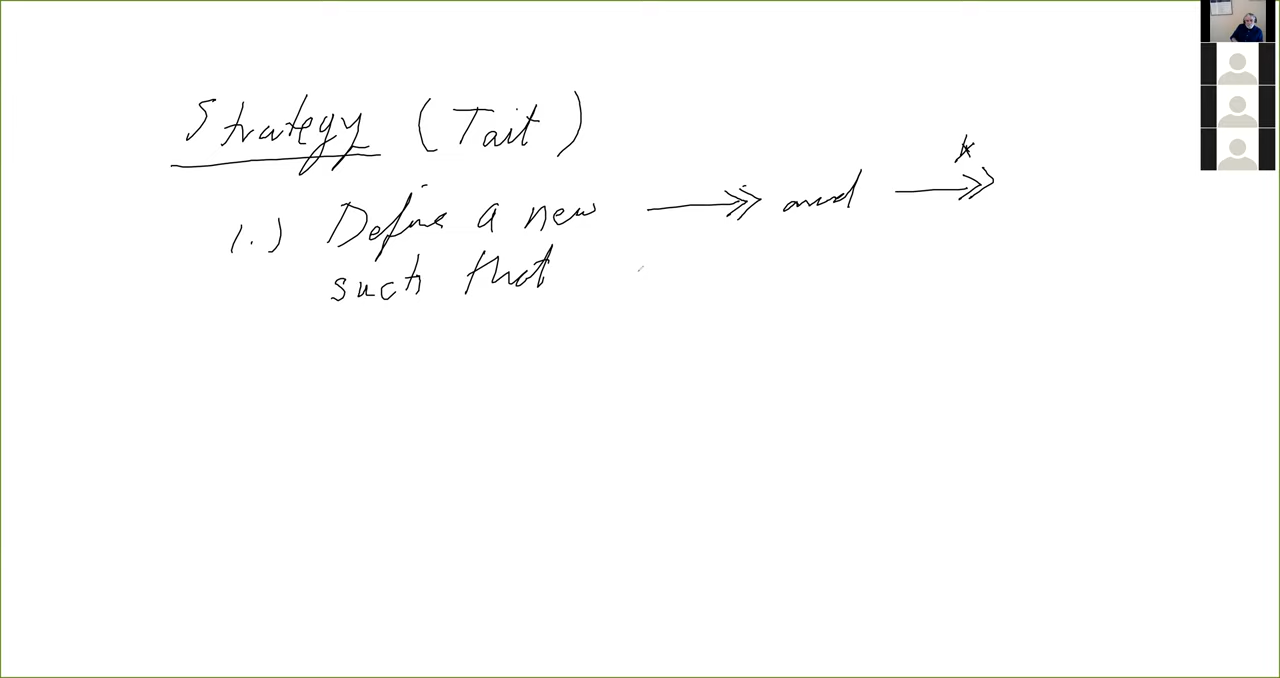 Strategy (Tait)
1.) Define a new ↠ and ↠*
such that